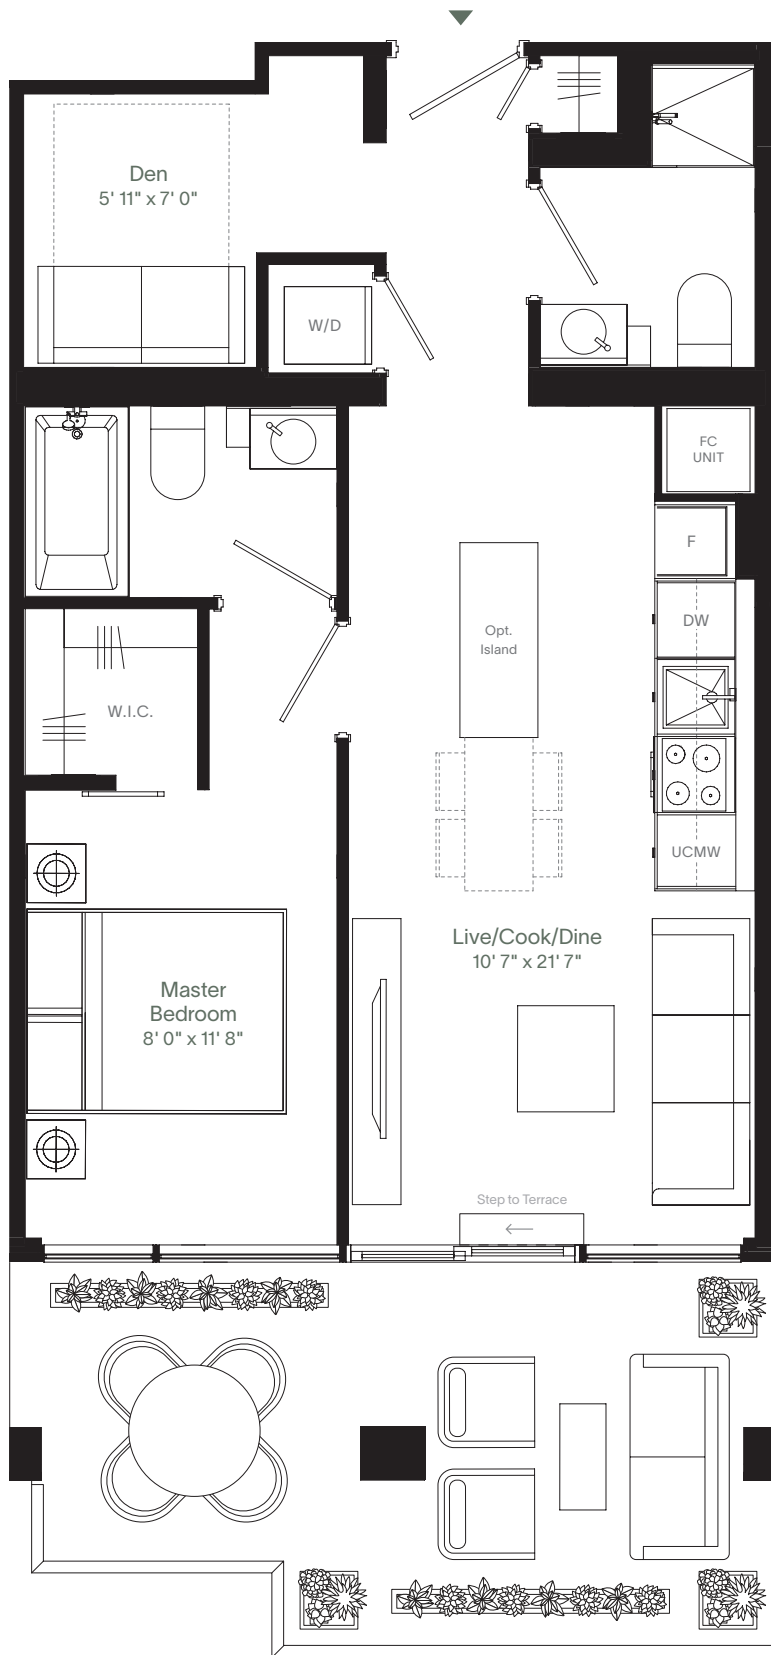 Den
5' 11" x 7' 0"
W/D
FC
UNIT
F
DW
Opt.
Island
W.I.C.
UCMW
Live/Cook/Dine
10' 7" x 21' 7"
Master
Bedroom
8' 0" x 11' 8"
Step to Terrace